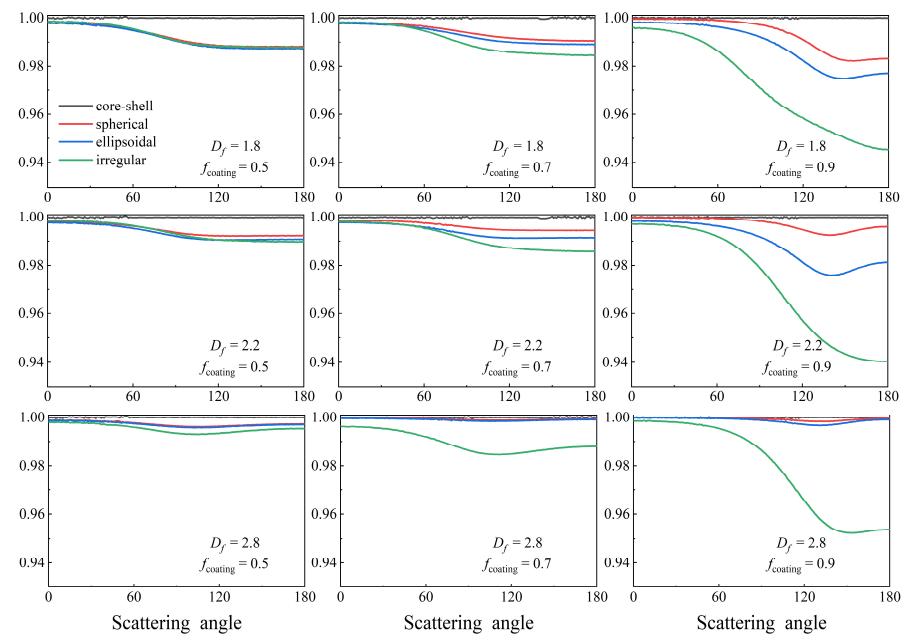 1.00
0.98
0.96
0.94
core-shell
spherical
ellipsoidal
irregular
D_f = 1.8
f_coating = 0.5
0 60 120 180
1.00
0.98
0.96
0.94
D_f = 1.8
f_coating = 0.7
0 60 120 180
1.00
0.98
0.96
0.94
D_f = 1.8
f_coating = 0.9
0 60 120 180
1.00
0.98
0.96
0.94
D_f = 2.2
f_coating = 0.5
0 60 120 180
1.00
0.98
0.96
0.94
D_f = 2.2
f_coating = 0.7
0 60 120 180
1.00
0.98
0.96
0.94
D_f = 2.2
f_coating = 0.9
0 60 120 180
1.00
0.98
0.96
0.94
D_f = 2.8
f_coating = 0.5
0 60 120 180
Scattering angle
1.00
0.98
0.96
0.94
D_f = 2.8
f_coating = 0.7
0 60 120 180
Scattering angle
1.00
0.98
0.96
0.94
D_f = 2.8
f_coating = 0.9
0 60 120 180
Scattering angle